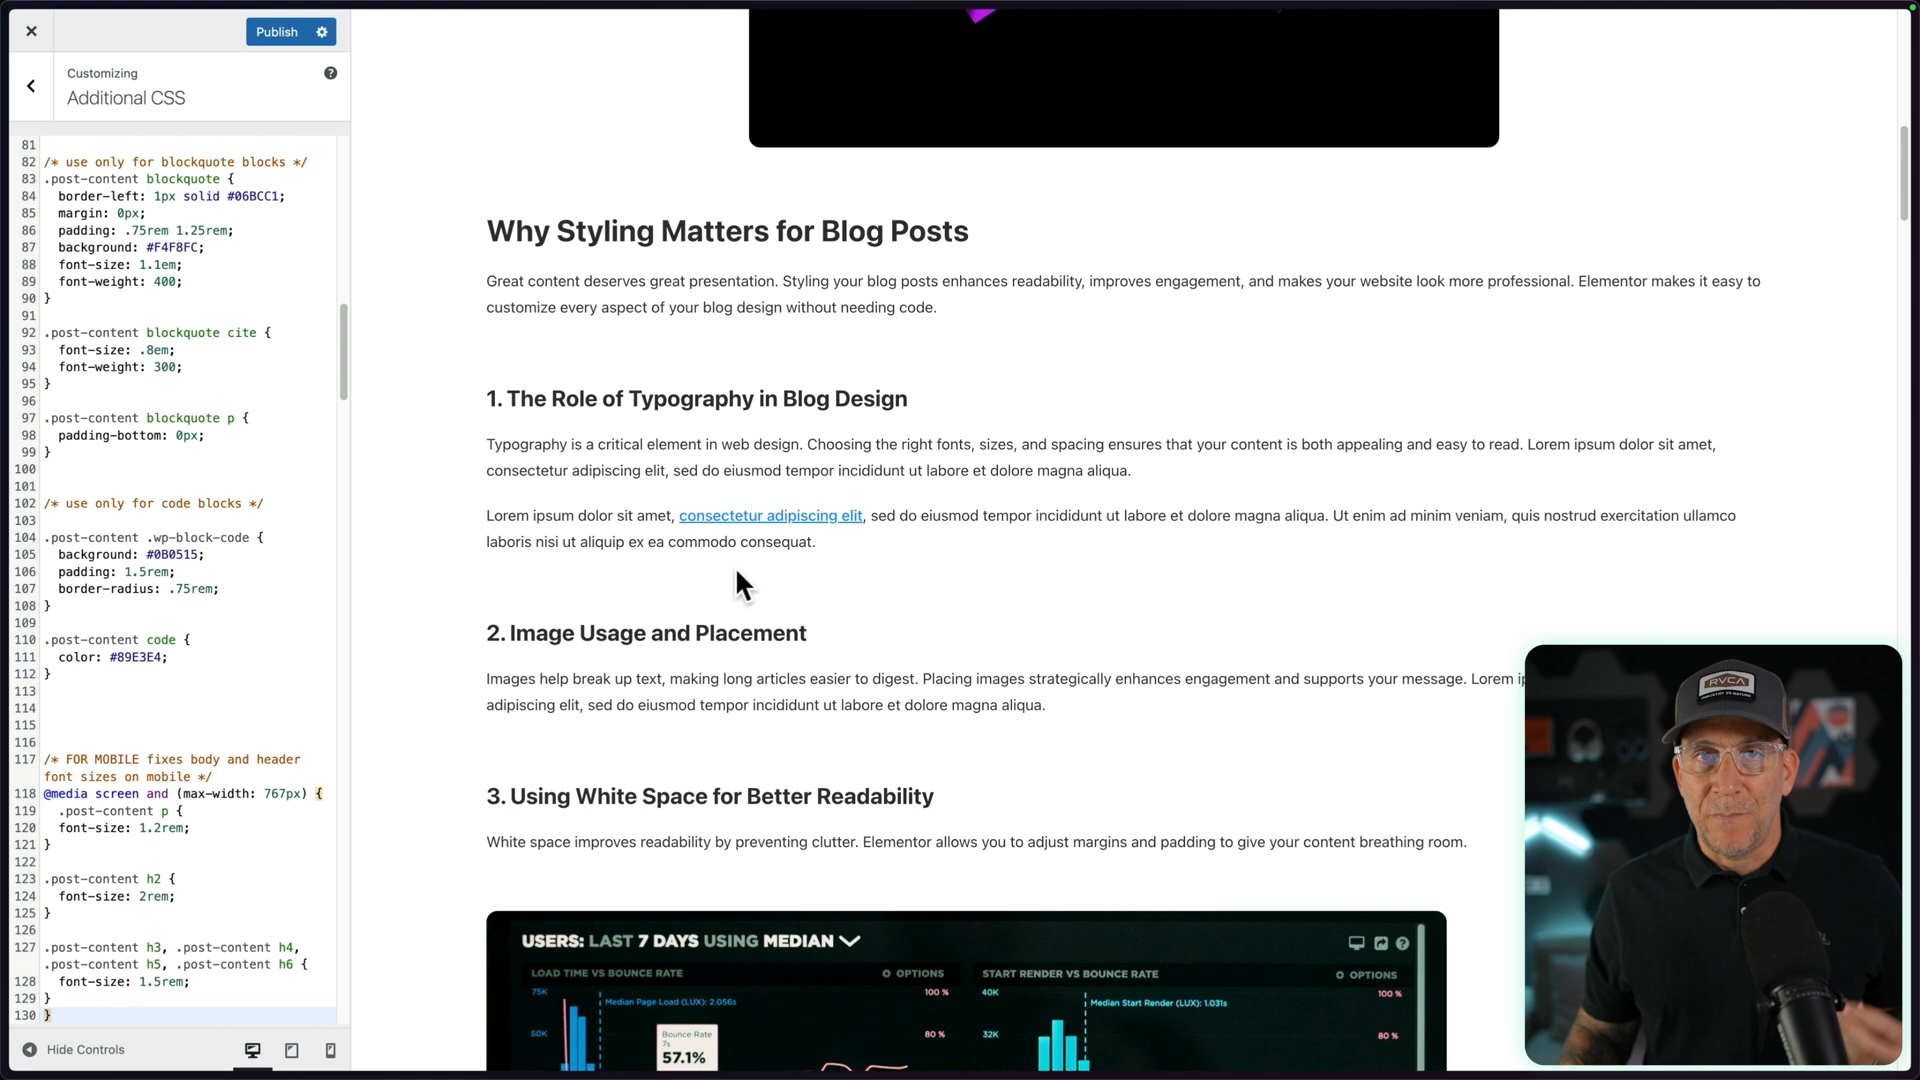 Publish
Customizing
Additional CSS
81
82 /* use only for blockquote blocks */
83 .post-content blockquote {
84 border-left: 1px solid #06BCC1;
85 margin: 0px;
86 padding: .75rem 1.25rem;
87 background: #F4F8FC;
88 font-size: 1.1em;
89 font-weight: 400;
90 }
91
92 .post-content blockquote cite {
93 font-size: .8em;
94 font-weight: 300;
95 }
96
97 .post-content blockquote p {
98 padding-bottom: 0px;
99 }
100
101
102 /* use only for code blocks */
103
104 .post-content .wp-block-code {
105 background: #0B0515;
106 padding: 1.5rem;
107 border-radius: .75rem;
108 }
109
110 .post-content code {
111 color: #89E3E4;
112 }
113
114
115
116
117 /* FOR MOBILE fixes body and header
font sizes on mobile */
118 @media screen and (max-width: 767px) {
119 .post-content p {
120 font-size: 1.2rem;
121 }
122
123 .post-content h2 {
124 font-size: 2rem;
125 }
126
127 .post-content h3, .post-content h4,
.post-content h5, .post-content h6 {
128 font-size: 1.5rem;
129 }
130 }
Hide Controls
Why Styling Matters for Blog Posts
Great content deserves great presentation. Styling your blog posts enhances readability, improves engagement, and makes your website look more professional. Elementor makes it easy to
customize every aspect of your blog design without needing code.
1. The Role of Typography in Blog Design
Typography is a critical element in web design. Choosing the right fonts, sizes, and spacing ensures that your content is both appealing and easy to read. Lorem ipsum dolor sit amet,
consectetur adipiscing elit, sed do eiusmod tempor incididunt ut labore et dolore magna aliqua.
Lorem ipsum dolor sit amet, consectetur adipiscing elit, sed do eiusmod tempor incididunt ut labore et dolore magna aliqua. Ut enim ad minim veniam, quis nostrud exercitation ullamco
laboris nisi ut aliquip ex ea commodo consequat.
2. Image Usage and Placement
Images help break up text, making long articles easier to digest. Placing images strategically enhances engagement and supports your message. Lorem
adipiscing elit, sed do eiusmod tempor incididunt ut labore et dolore magna aliqua.
3. Using White Space for Better Readability
White space improves readability by preventing clutter. Elementor allows you to adjust margins and padding to give your content breathing room.
USERS: LAST 7 DAYS USING MEDIAN
LOAD TIME VS BOUNCE RATE OPTIONS
START RENDER VS BOUNCE RATE OPTIONS
75K Median Page Load (LUX): 2.056s 100 %
40K Median Start Render (LUX): 1.031s 100 %
60K Bounce Rate 80 %
7s
57.1%
32K 80 %
RVCA